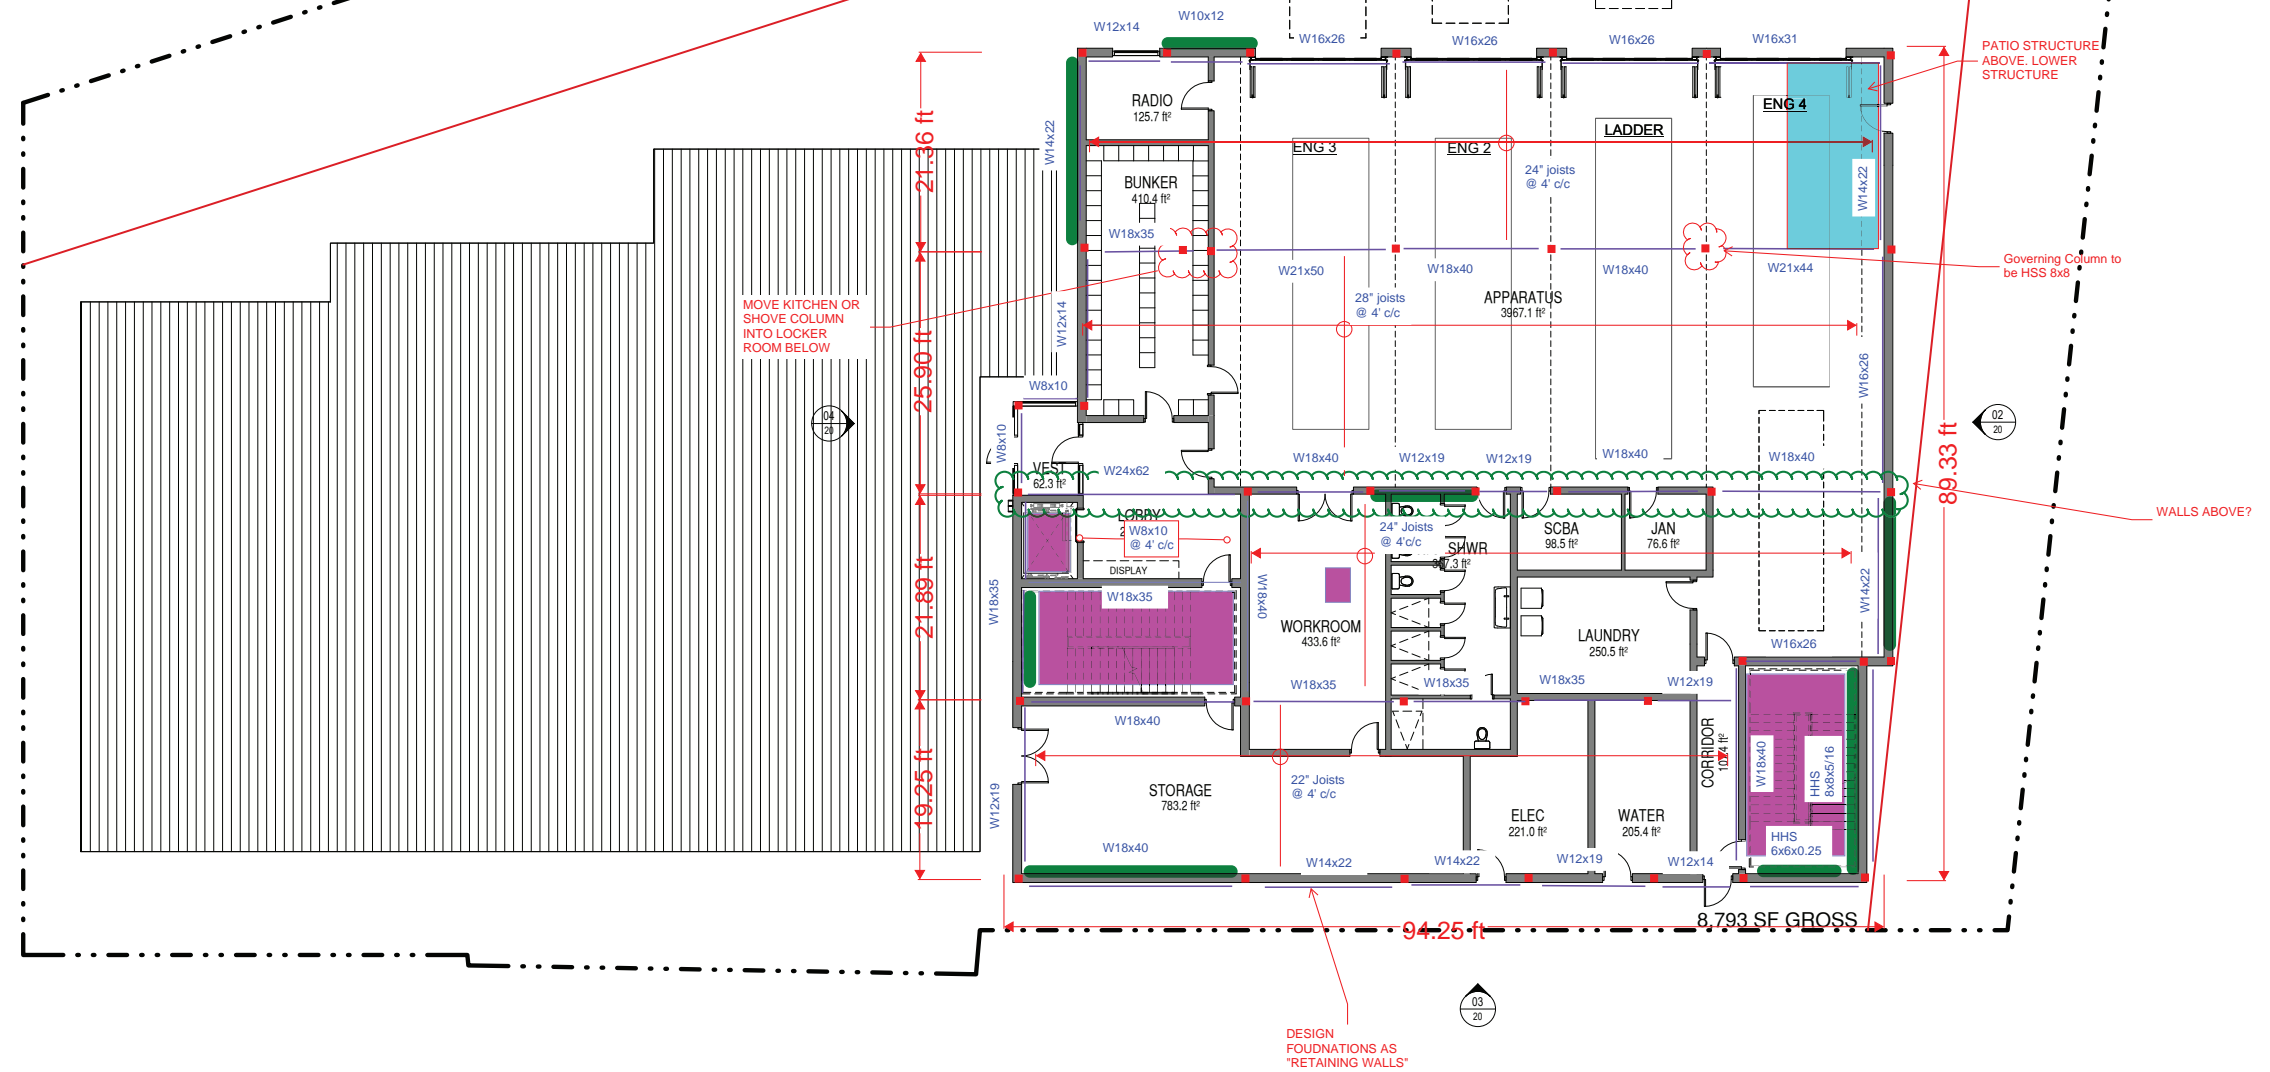 W10x12
W12x14
W16x26
W16x26
W16x26
W16x31
PATIO STRUCTURE
ABOVE. LOWER
STRUCTURE
RADIO
125.7 ft²
ENG 4
LADDER
ENG 3
ENG 2
W14x22
21.36 ft
24" joists
@ 4' c/c
W14x22
BUNKER
410.4 ft²
W18x35
W21x50
W18x40
W18x40
W21x44
Governing Column to
be HSS 8x8
MOVE KITCHEN OR
SHOVE COLUMN
INTO LOCKER
ROOM BELOW
W12x14
28" joists
@ 4' c/c
APPARATUS
3967.1 ft²
25.90 ft
W16x26
W8x10
04
20
02
20
W8x10
89.33 ft
VEST
62.3 ft²
W24x62
W18x40
W12x19
W12x19
W18x40
W18x40
WALLS ABOVE?
LOBBY
W8x10
@ 4' c/c
DISPLAY
24" Joists
@ 4'c/c
SHWR
SCBA
98.5 ft²
JAN
76.6 ft²
21.89 ft
W18x35
W18x35
W18x40
W14x22
WORKROOM
433.6 ft²
LAUNDRY
250.5 ft²
W16x26
W18x35
W18x35
W18x35
W12x19
W18x40
19.25 ft
W12x19
STORAGE
783.2 ft²
22" Joists
@ 4' c/c
CORRIDOR
W18x40
HHS
8x8x5/16
ELEC
221.0 ft²
WATER
205.4 ft²
HHS
6x6x0.25
W18x40
W14x22
W14x22
W12x19
W12x14
94.25 ft
8,793 SF GROSS
03
20
DESIGN
FOUDNATIONS AS
"RETAINING WALLS"